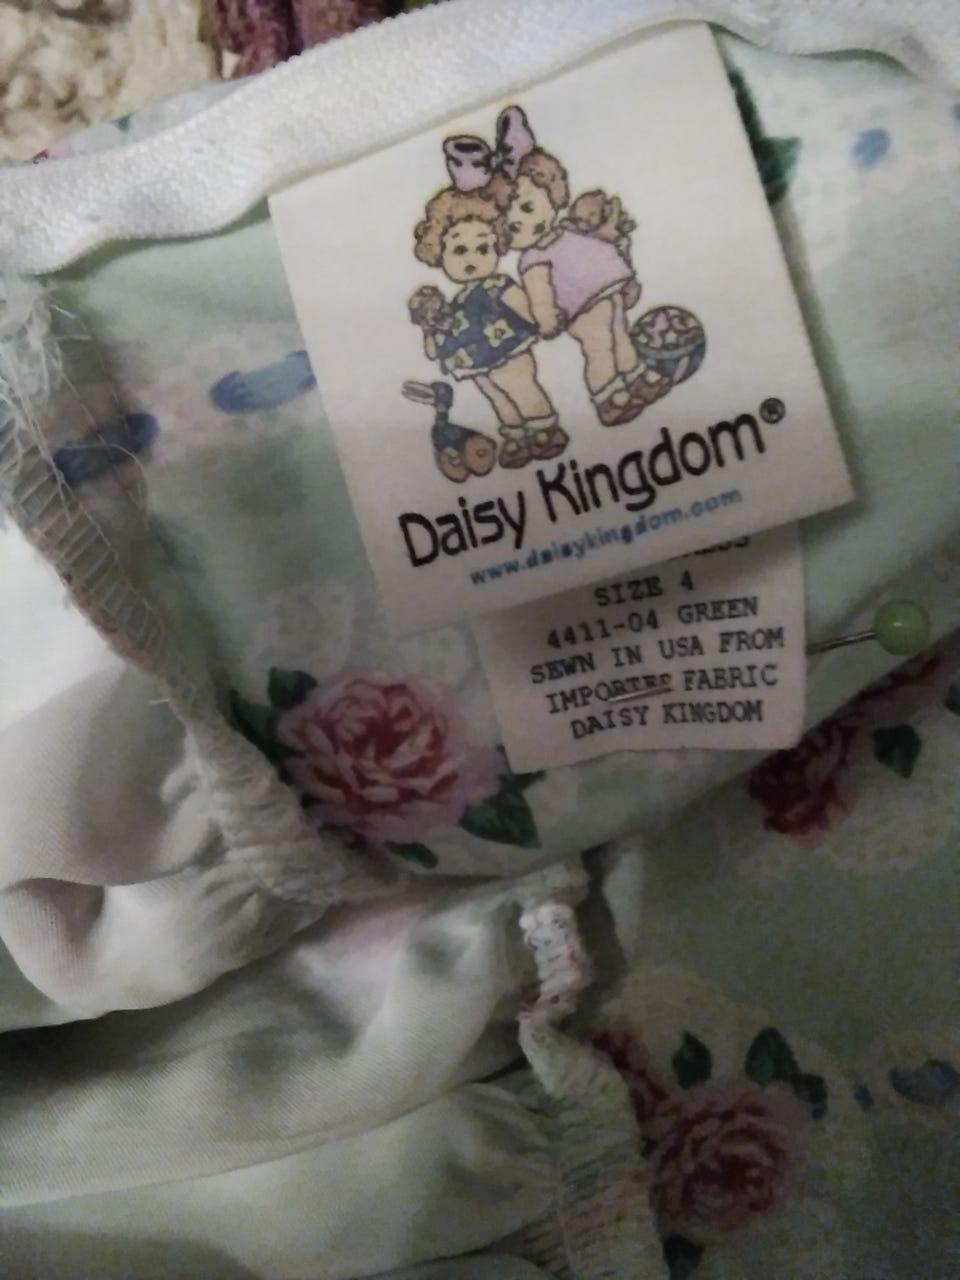 Daisy Kingdom®
www.daisykingdom.com
SIZE 4
4411-04 GREEN
SEWN IN USA FROM
IMPORTED FABRIC
DAISY KINGDOM